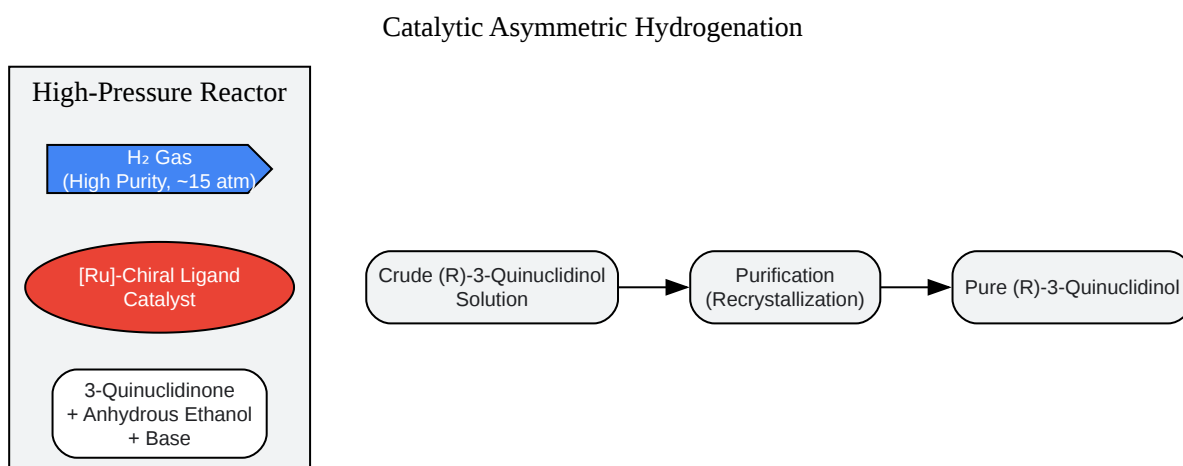 Catalytic Asymmetric Hydrogenation
High-Pressure Reactor
H₂ Gas
(High Purity, ~15 atm)
[Ru]-Chiral Ligand
Catalyst
3-Quinuclidinone
+ Anhydrous Ethanol
+ Base
Crude (R)-3-Quinuclidinol
Solution
Purification
(Recrystallization)
Pure (R)-3-Quinuclidinol